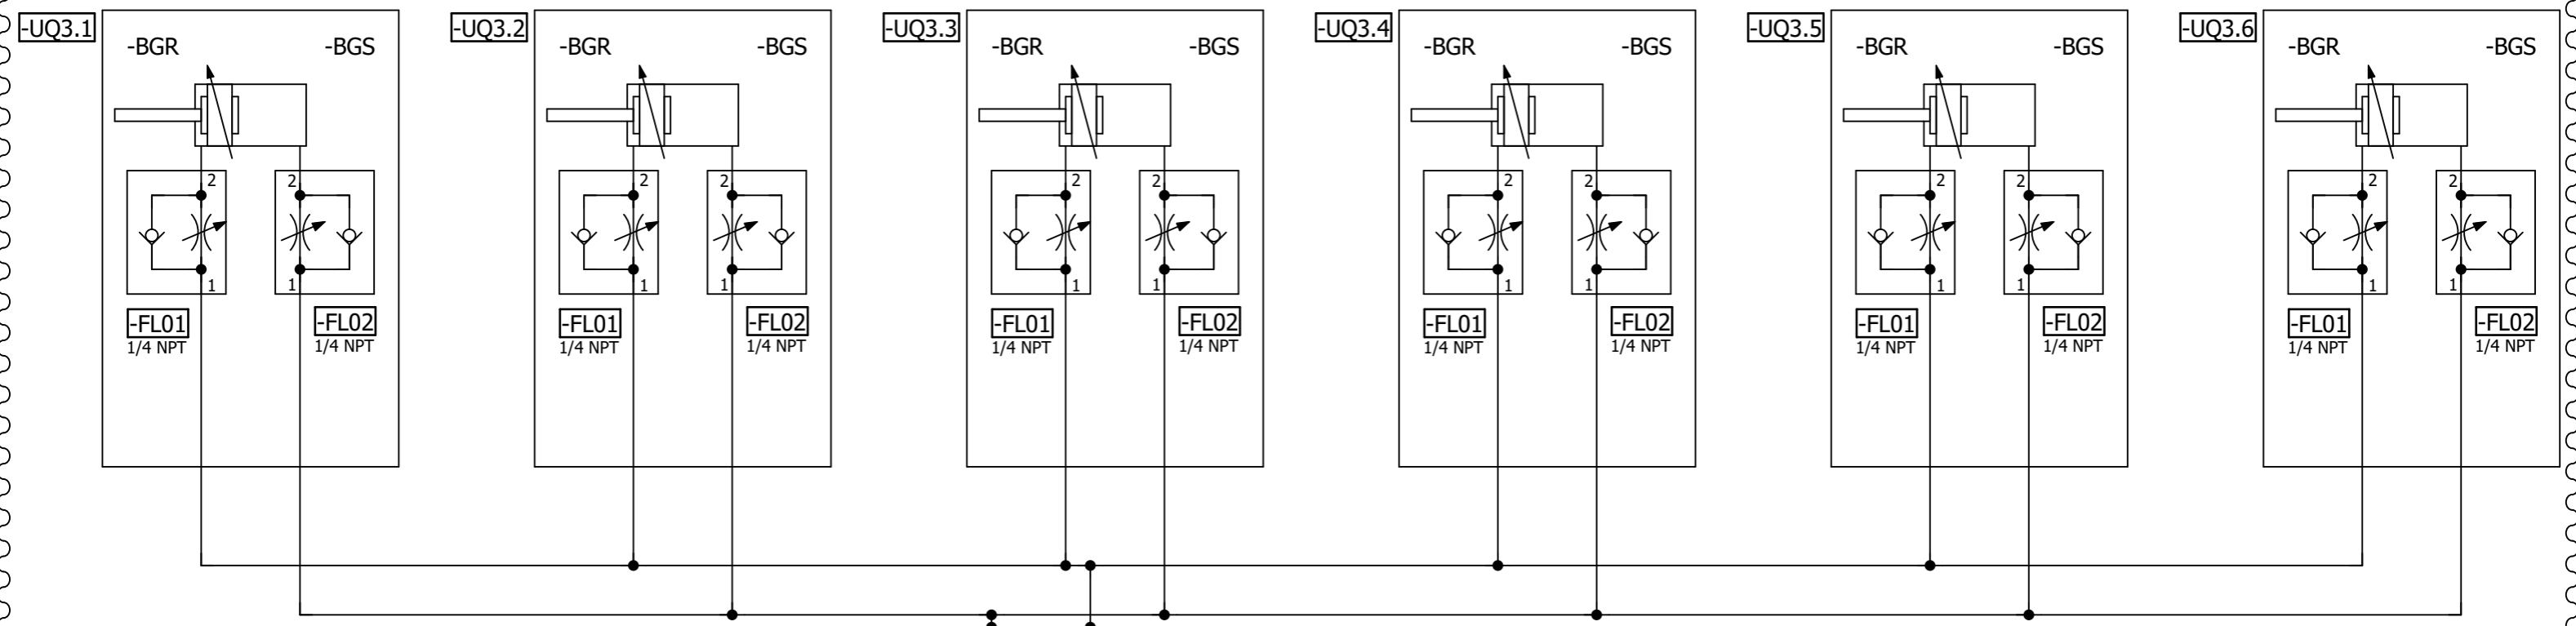 -UQ3.1
-BGR
-BGS
2
2
1
1
-FL01
1/4 NPT
-FL02
1/4 NPT
-UQ3.2
-BGR
-BGS
2
2
1
1
-FL01
1/4 NPT
-FL02
1/4 NPT
-UQ3.3
-BGR
-BGS
2
2
1
1
-FL01
1/4 NPT
-FL02
1/4 NPT
-UQ3.4
-BGR
-BGS
2
2
1
1
-FL01
1/4 NPT
-FL02
1/4 NPT
-UQ3.5
-BGR
-BGS
2
2
1
1
-FL01
1/4 NPT
-FL02
1/4 NPT
-UQ3.6
-BGR
-BGS
2
2
1
1
-FL01
1/4 NPT
-FL02
1/4 NPT